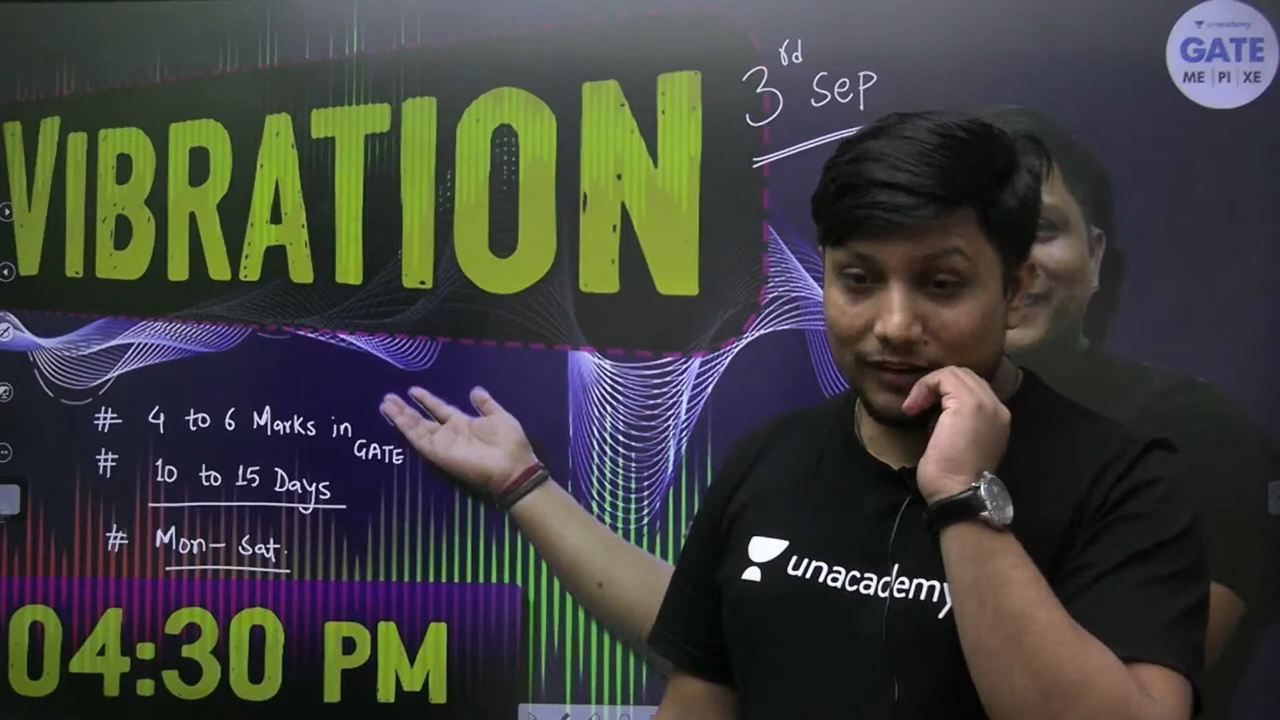 unacademy
GATE
ME | PI | XE
VIBRATION
3rd Sep
# 4 to 6 Marks in GATE
# 10 to 15 Days
# Mon - Sat.
04:30 PM
unacademy